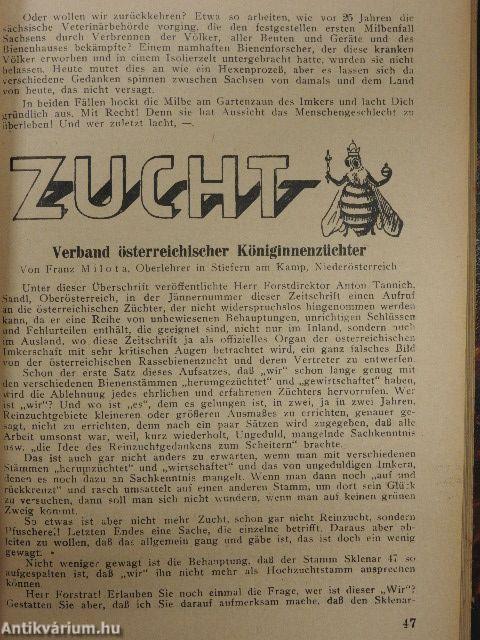 Oder wollen wir zurückkehren? Etwa so arbeiten, wie vor 25 Jahren die
sächsische Veterinärbehörde vorging, die den festgestellten ersten Milbenfall
Sachsens durch Verbrennen der Völker, aller Beuten und Geräte und des
Bienenhauses bekämpfte? Einem namhaften Bienenforscher, der diese kranken
Völker erworben und in einem Isolierzelt untergebracht hatte, wurden sie nicht
belassen. Heute mutet dies an wie ein Hexenprozeß, aber es lassen sich da
verschiedene Gedanken spinnen zwischen Sachsen von damals und dem Land
von heute, das nicht versagt.
In beiden Fällen hockt die Milbe am Gartenzaun des Imkers und lacht Dich
gründlich aus. Mit Recht! Denn sie hat Aussicht das Menschengeschlecht zu
überleben! Und wer zuletzt lacht, —.
ZUCHT
Verband österreichischer Königinnenzüchter
Von Franz Milota, Oberlehrer in Stiefern am Kamp, Niederösterreich
Unter dieser Überschrift veröffentlichte Herr Forstdirektor Anton Tannich,
Sandl, Oberösterreich, in der Jännernummer dieser Zeitschrift einen Aufruf
an die österreichischen Züchter, der nicht widerspruchslos hingenommen werden
kann, da er eine Reihe von unbewiesenen Behauptungen, unrichtigen Schlüssen
und Fehlurteilen enthält, die geeignet sind, nicht nur im Inland, sondern auch
im Ausland, wo diese Zeitschrift ja als offizielles Organ der österreichischen
Imkerschaft mit sehr kritischen Augen betrachtet wird, ein ganz falsches Bild
von der österreichischen Rassebienenzucht und deren Vertreter zu entwerfen.
Schon der erste Satz dieses Aufsatzes, daß „wir" schon lange genug mit
den verschiedenen Bienenstämmen „herumgezüchtet" und „gewirtschaftet" haben,
wird die Ablehnung jedes ehrlichen und erfahrenen Züchters hervorrufen. Wer
ist „wir"? Und wo ist „es", dem es gelungen ist, in zwei, ja in zwei Jahren,
Reinzuchtgebiete kleineren oder größeren Ausmaßes zu errichten, genauer ge-
sagt, nicht zu errichten, denn nach ein paar Sätzen wird zugegeben, daß alle
Arbeit umsonst war, weil, kurz wiederholt, Ungeduld, mangelnde Sachkenntnis
usw. „die Idee des Reinzuchtgedankens zum Scheitern" brachte.
Das ist auch gar nicht anders zu erwarten, wenn man mit verschiedenen
Stämmen „herumzüchtet" und „wirtschaftet" und das von ungeduldigen Imkern,
denen es noch dazu an Sachkenntnis mangelt. Wenn man dann noch „auf und
rückkreuzt" und rasch umsattelt auf einen anderen Stamm, um dort sein Glück
zu versuchen, dann soll man sich nicht wundern, wenn man auf keinen grünen
Zweig kommt.
So etwas ist aber nicht mehr Zucht, schon gar nicht Reinzucht, sondern
Pfuscherei! Letzten Endes eine Sache, die einzelne betrifft. Daraus aber ab-
leiten zu wollen, daß das allgemein gang und gäbe ist, das ist doch ein wenig
gewagt.
Nicht weniger gewagt ist die Behauptung, daß der Stamm Sklenar 47 so
aufgespalten ist, daß „wir" ihn nicht mehr als Hochzuchtstamm ansprechen
können.
Herr Forstrat! Erlauben Sie noch einmal die Frage, wer ist dieser „Wir"?
Gestatten Sie aber, daß ich Sie darauf aufmerksam mache, daß den Sklenar-
47
Antikvárium.hu